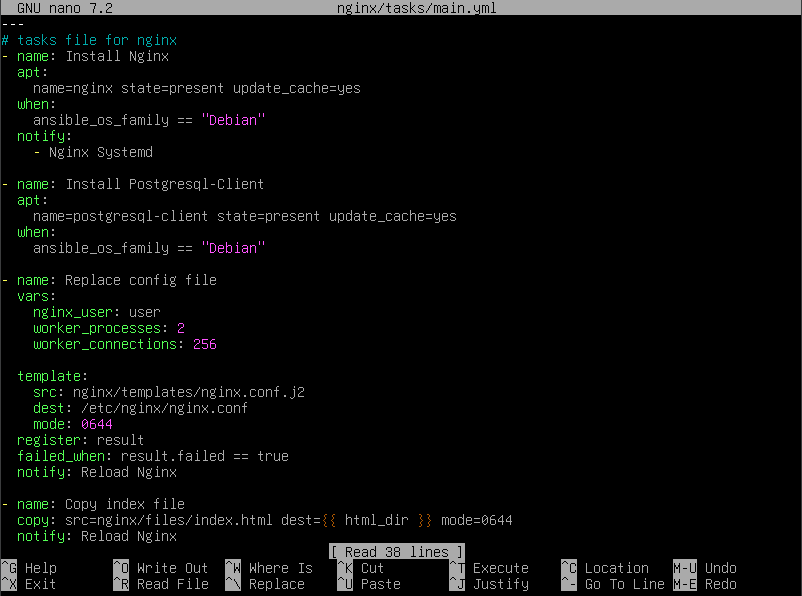 GNU nano 7.2 nginx/tasks/main.yml
---
# tasks file for nginx
- name: Install Nginx
  apt:
    name=nginx state=present update_cache=yes
  when:
    ansible_os_family == "Debian"
  notify:
    - Nginx Systemd

- name: Install Postgresql-Client
  apt:
    name=postgresql-client state=present update_cache=yes
  when:
    ansible_os_family == "Debian"

- name: Replace config file
  vars:
    nginx_user: user
    worker_processes: 2
    worker_connections: 256

  template:
    src: nginx/templates/nginx.conf.j2
    dest: /etc/nginx/nginx.conf
    mode: 0644
  register: result
  failed_when: result.failed == true
  notify: Reload Nginx

- name: Copy index file
  copy: src=nginx/files/index.html dest={{ html_dir }} mode=0644
  notify: Reload Nginx
[ Read 38 lines ]
^G Help ^O Write Out ^W Where Is ^K Cut ^T Execute ^C Location M-U Undo
^X Exit ^R Read File ^\ Replace ^U Paste ^J Justify ^- Go To Line M-E Redo